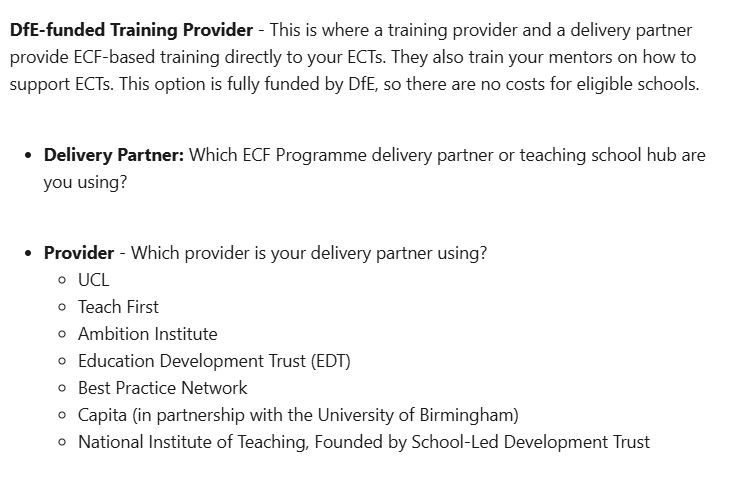 DfE-funded Training Provider - This is where a training provider and a delivery partner
provide ECF-based training directly to your ECTs. They also train your mentors on how to
support ECTs. This option is fully funded by DfE, so there are no costs for eligible schools.
• Delivery Partner: Which ECF Programme delivery partner or teaching school hub are
you using?
• Provider - Which provider is your delivery partner using?
○ UCL
○ Teach First
○ Ambition Institute
○ Education Development Trust (EDT)
○ Best Practice Network
○ Capita (in partnership with the University of Birmingham)
○ National Institute of Teaching, Founded by School-Led Development Trust